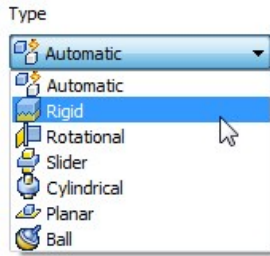 Type
Automatic
Automatic
Rigid
Rotational
Slider
Cylindrical
Planar
Ball